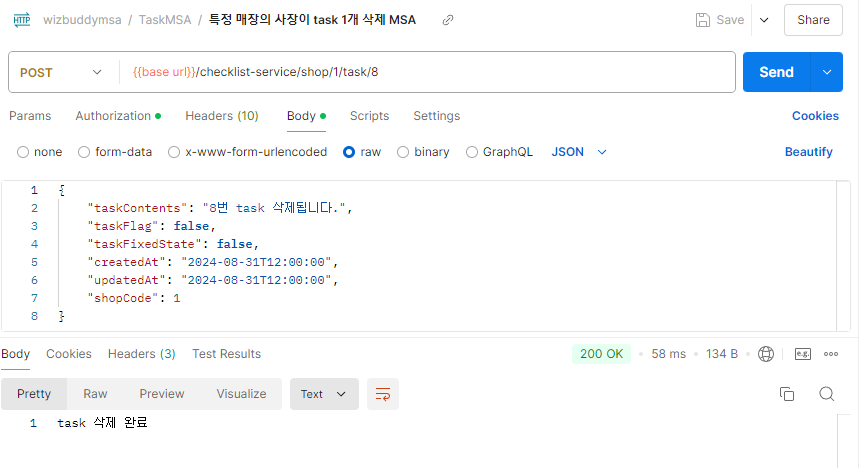 HTTP wizbuddymsa / TaskMSA / 특정 매장의 사장이 task 1개 삭제 MSA Save Share
POST {{base url}}/checklist-service/shop/1/task/8 Send
Params Authorization Headers (10) Body Scripts Settings Cookies
none form-data x-www-form-urlencoded raw binary GraphQL JSON Beautify
1 {
2 "taskContents": "8번 task 삭제됩니다.",
3 "taskFlag": false,
4 "taskFixedState": false,
5 "createdAt": "2024-08-31T12:00:00",
6 "updatedAt": "2024-08-31T12:00:00",
7 "shopCode": 1
8 }
Body Cookies Headers (3) Test Results 200 OK 58 ms 134 B e.g.
Pretty Raw Preview Visualize Text
1 task 삭제 완료